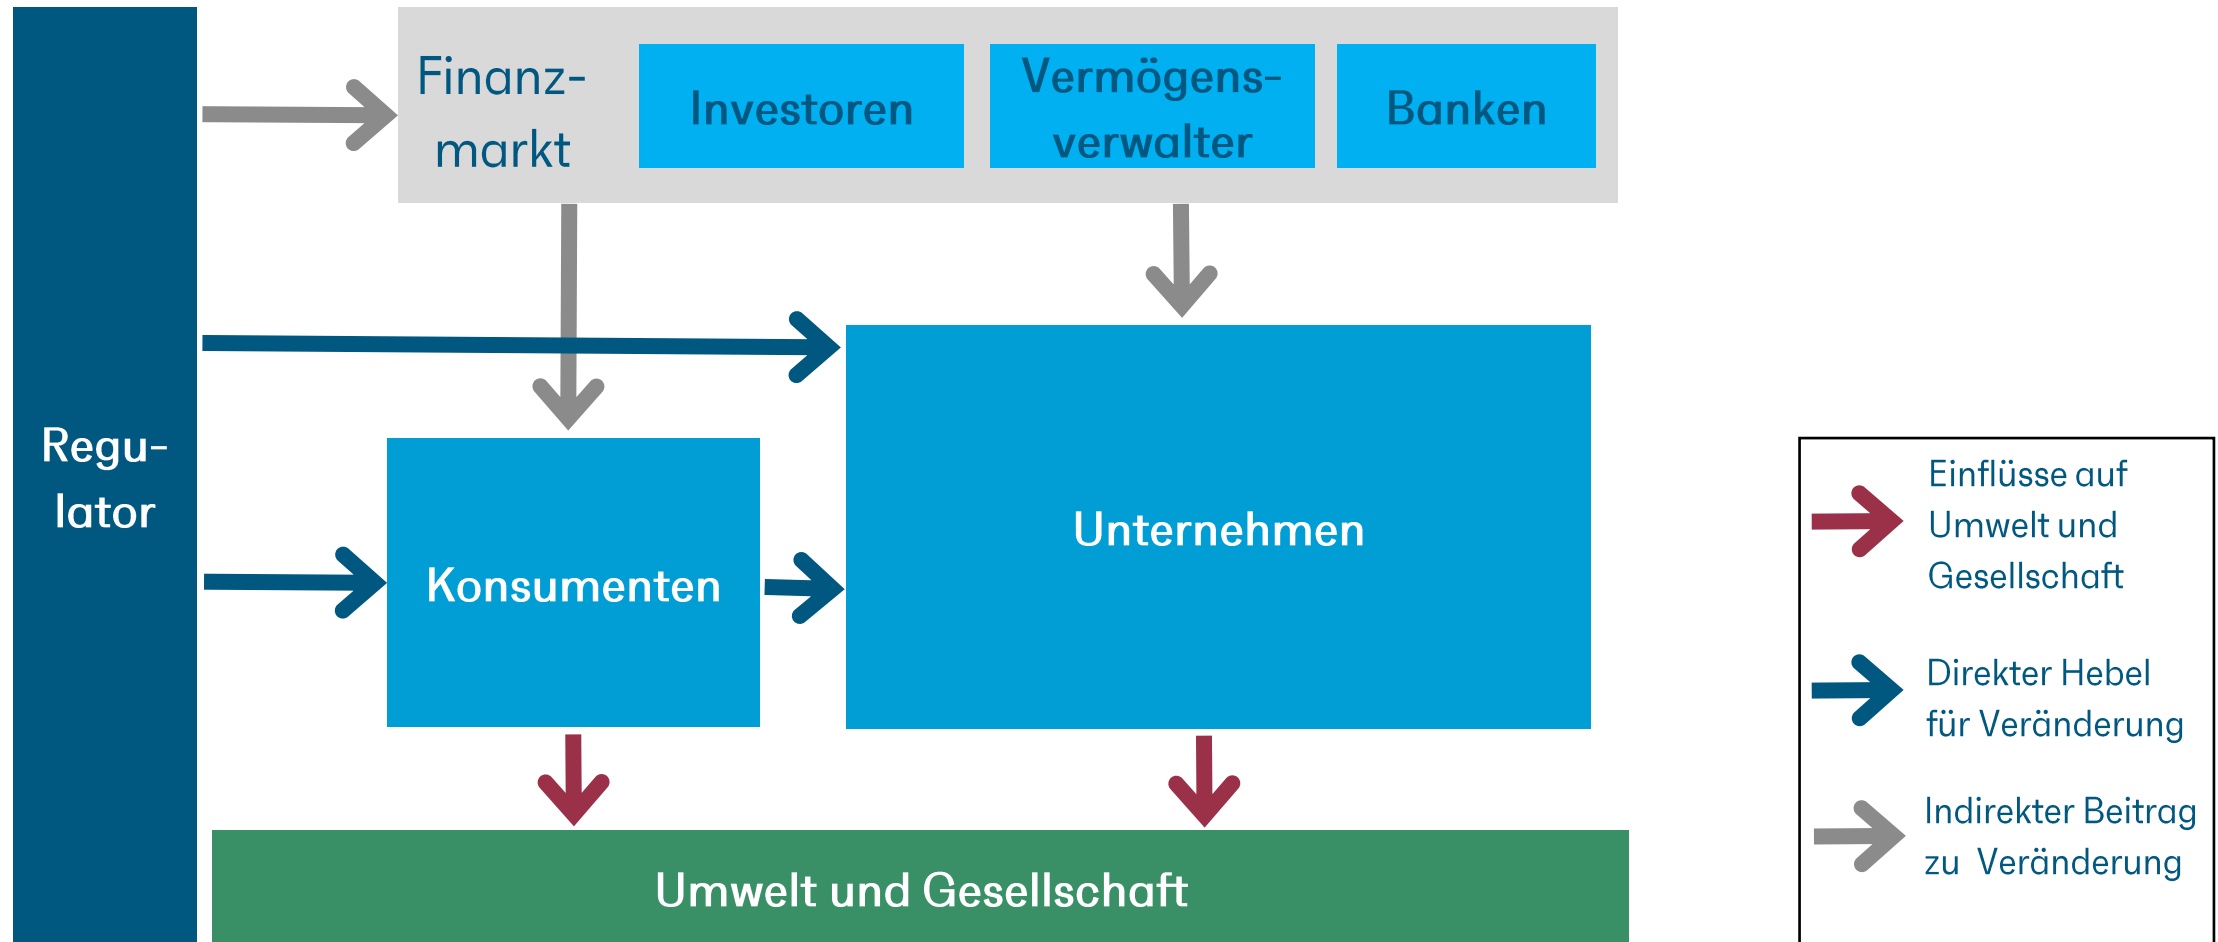 Finanz-
markt
Investoren
Vermögens-
verwalter
Banken
Regu-
lator
Konsumenten
Unternehmen
Umwelt und Gesellschaft
Einflüsse auf
Umwelt und
Gesellschaft
Direkter Hebel
für Veränderung
Indirekter Beitrag
zu Veränderung